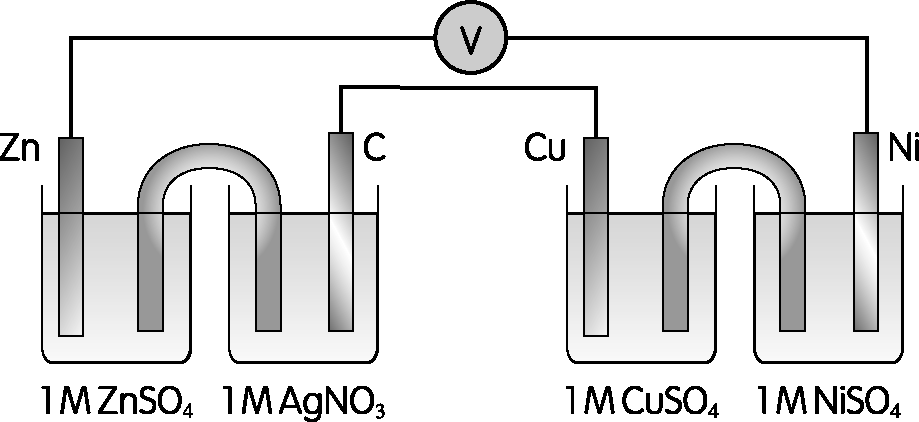 V
Zn C Cu Ni
1 M ZnSO₄ 1 M AgNO₃ 1 M CuSO₄ 1 M NiSO₄